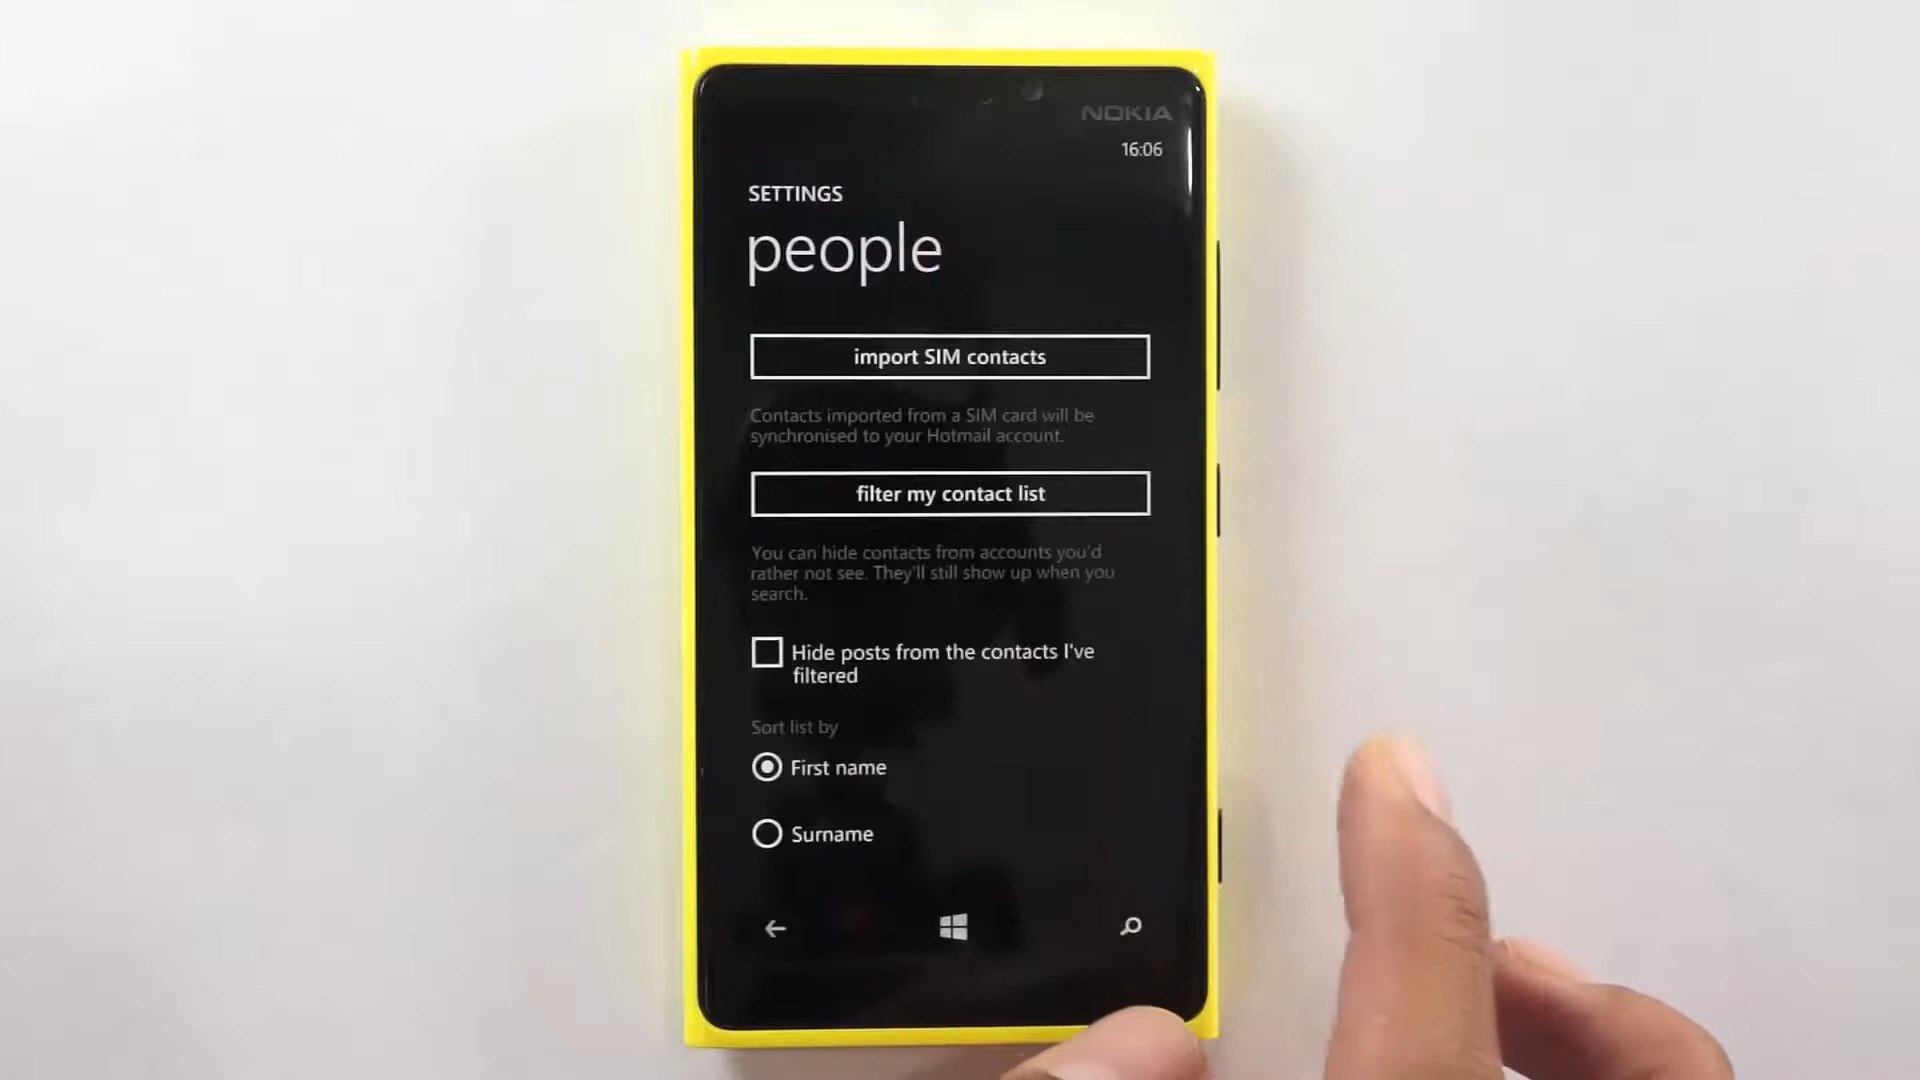 NOKIA
16:06
SETTINGS
people
import SIM contacts
Contacts imported from a SIM card will be
synchronised to your Hotmail account.
filter my contact list
You can hide contacts from accounts you'd
rather not see. They'll still show up when you
search.
Hide posts from the contacts I've
filtered
Sort list by
First name
Surname